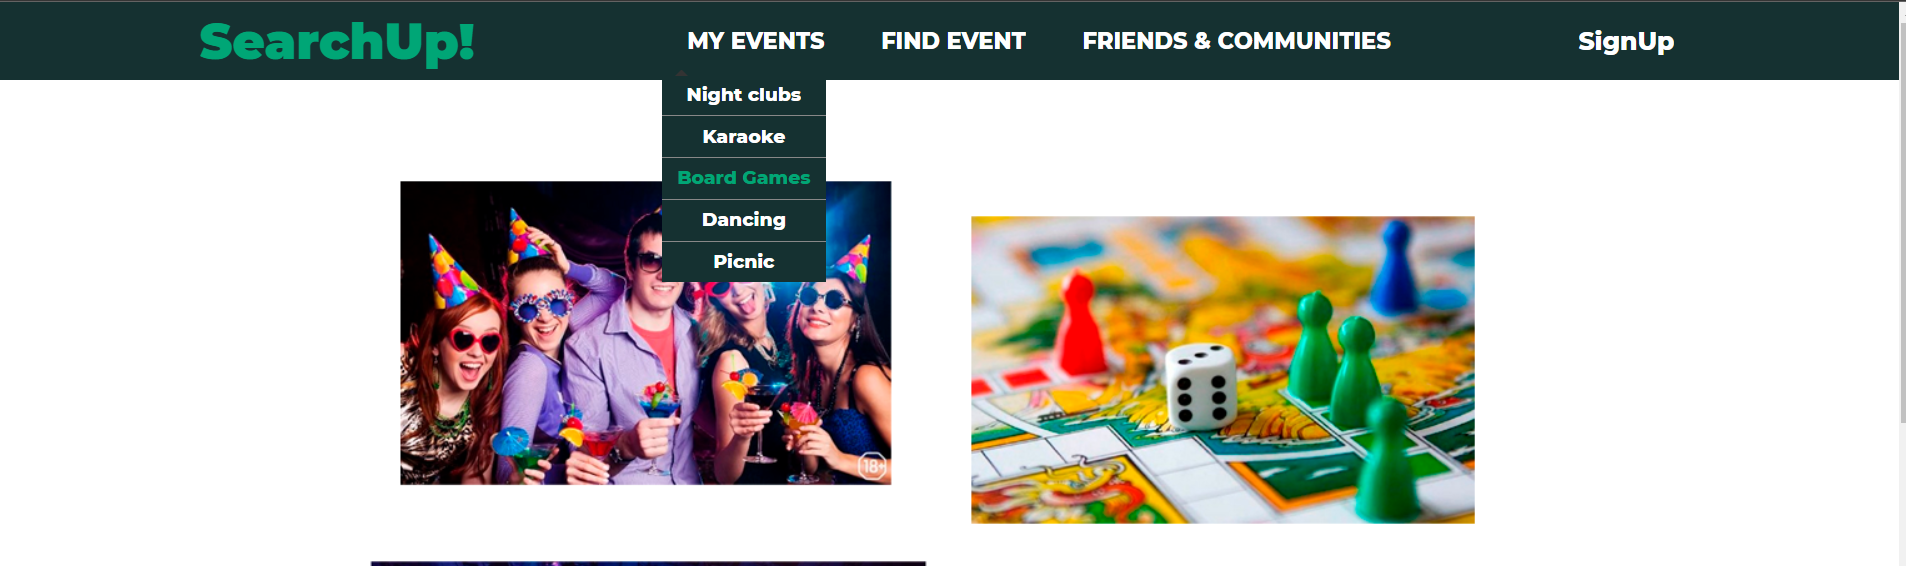 SearchUp!
MY EVENTS
FIND EVENT
FRIENDS & COMMUNITIES
SignUp
Night clubs
Karaoke
Board Games
Dancing
Picnic
18+